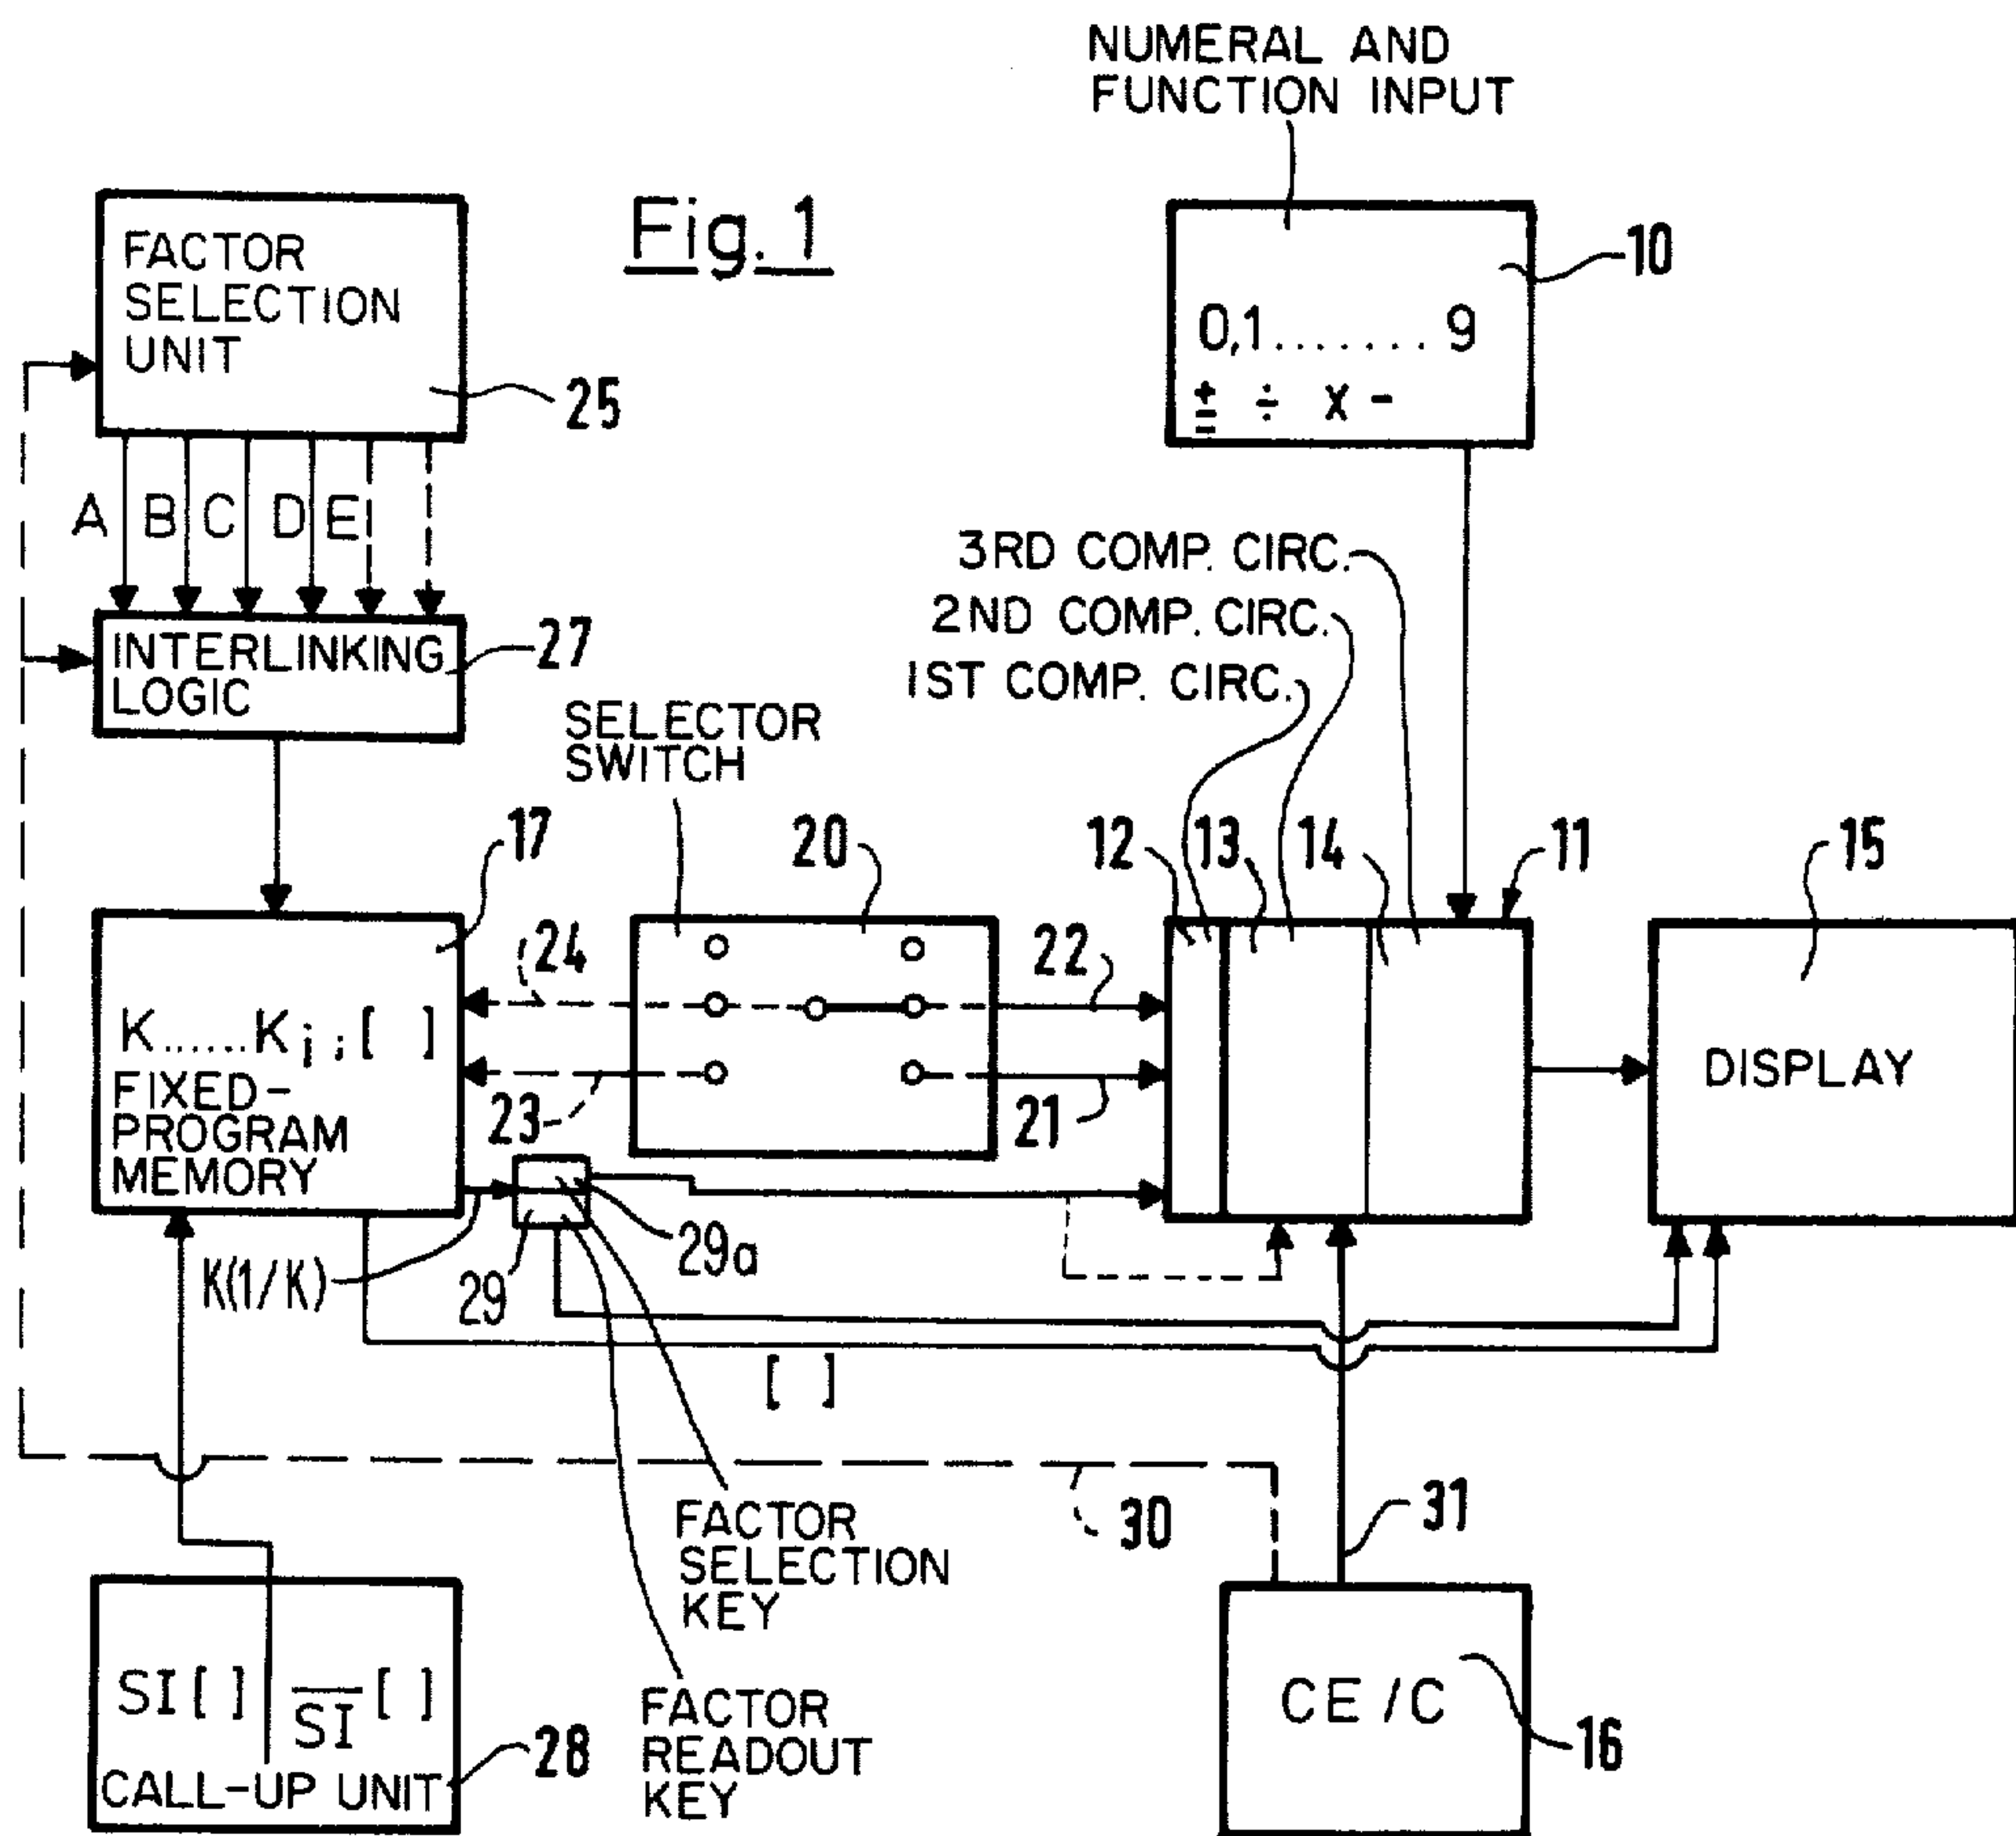 NUMERAL AND
FUNCTION INPUT
Fig. 1
FACTOR
SELECTION
UNIT
25
10
0,1.......9
± ÷ x -
=
A B C D E
3RD COMP. CIRC.
2ND COMP. CIRC.
1ST COMP. CIRC.
INTERLINKING
LOGIC
27
SELECTOR
SWITCH
17
20
12
13
14
11
15
24
22
K......Ki ; [ ]
FIXED-
PROGRAM
MEMORY
23
21
DISPLAY
K(1/K)
29
29a
[ ]
30
31
FACTOR
SELECTION
KEY
FACTOR
READOUT
KEY
SI[ ] S̅I̅[ ]
CALL-UP UNIT
28
CE/C
16